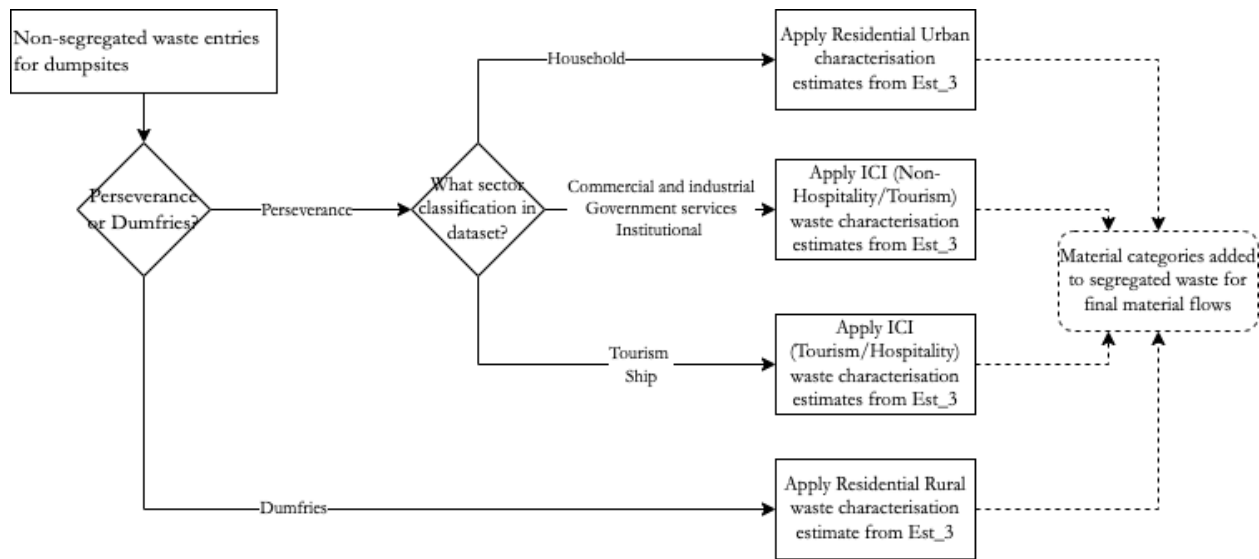 Non-segregated waste entries
for dumpsites
Perseverance
or Dumfries?
Perseverance
What sector
classification in
dataset?
Household
Commercial and industrial
Government services
Institutional
Tourism
Ship
Dumfries
Apply Residential Urban
characterisation
estimates from Est_3
Apply ICI (Non-
Hospitality/Tourism)
waste characterisation
estimates from Est_3
Apply ICI
(Tourism/Hospitality)
waste characterisation
estimates from Est_3
Apply Residential Rural
waste characterisation
estimate from Est_3
Material categories added
to segregated waste for
final material flows